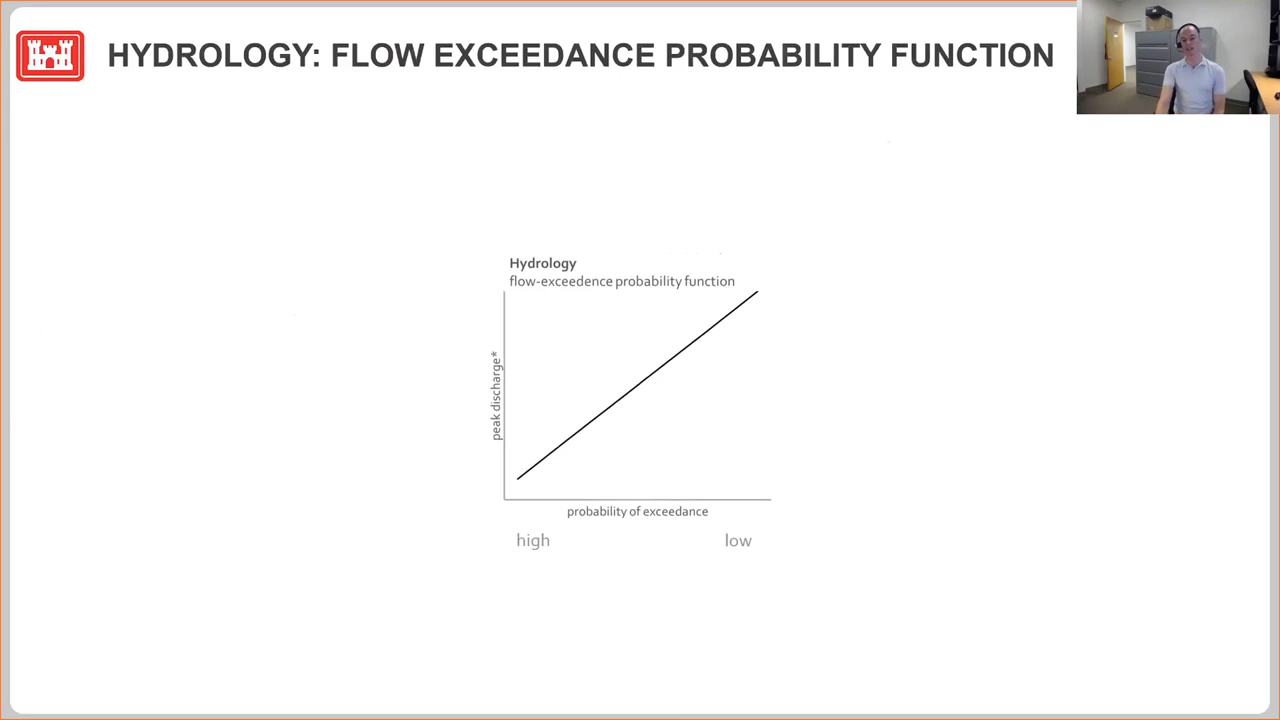 HYDROLOGY: FLOW EXCEEDANCE PROBABILITY FUNCTION
Hydrology
flow-exceedence probability function
peak discharge*
probability of exceedance
high low